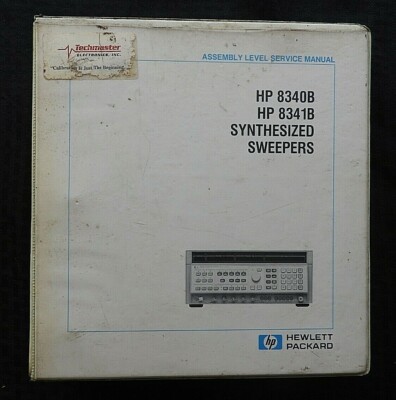 Techmaster
ELECTRONICS, INC.
"Calibration is Just The Beginning"
ASSEMBLY LEVEL SERVICE MANUAL
HP 8340B
HP 8341B
SYNTHESIZED
SWEEPERS
hp HEWLETT
PACKARD